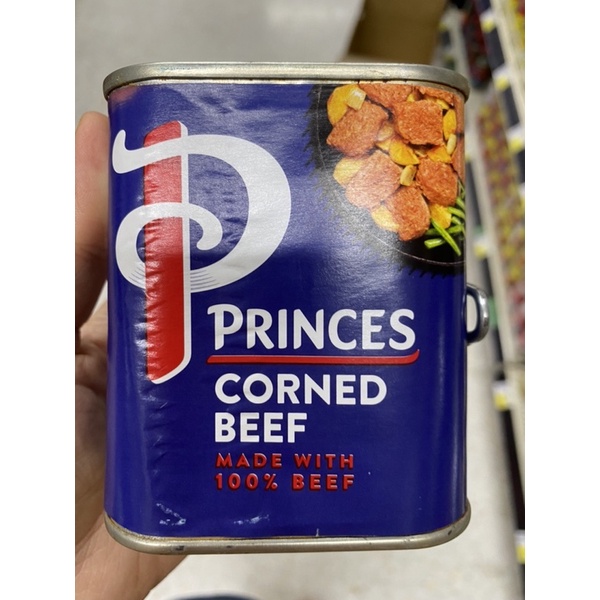 P
PRINCES
CORNED
BEEF
MADE WITH
100% BEEF